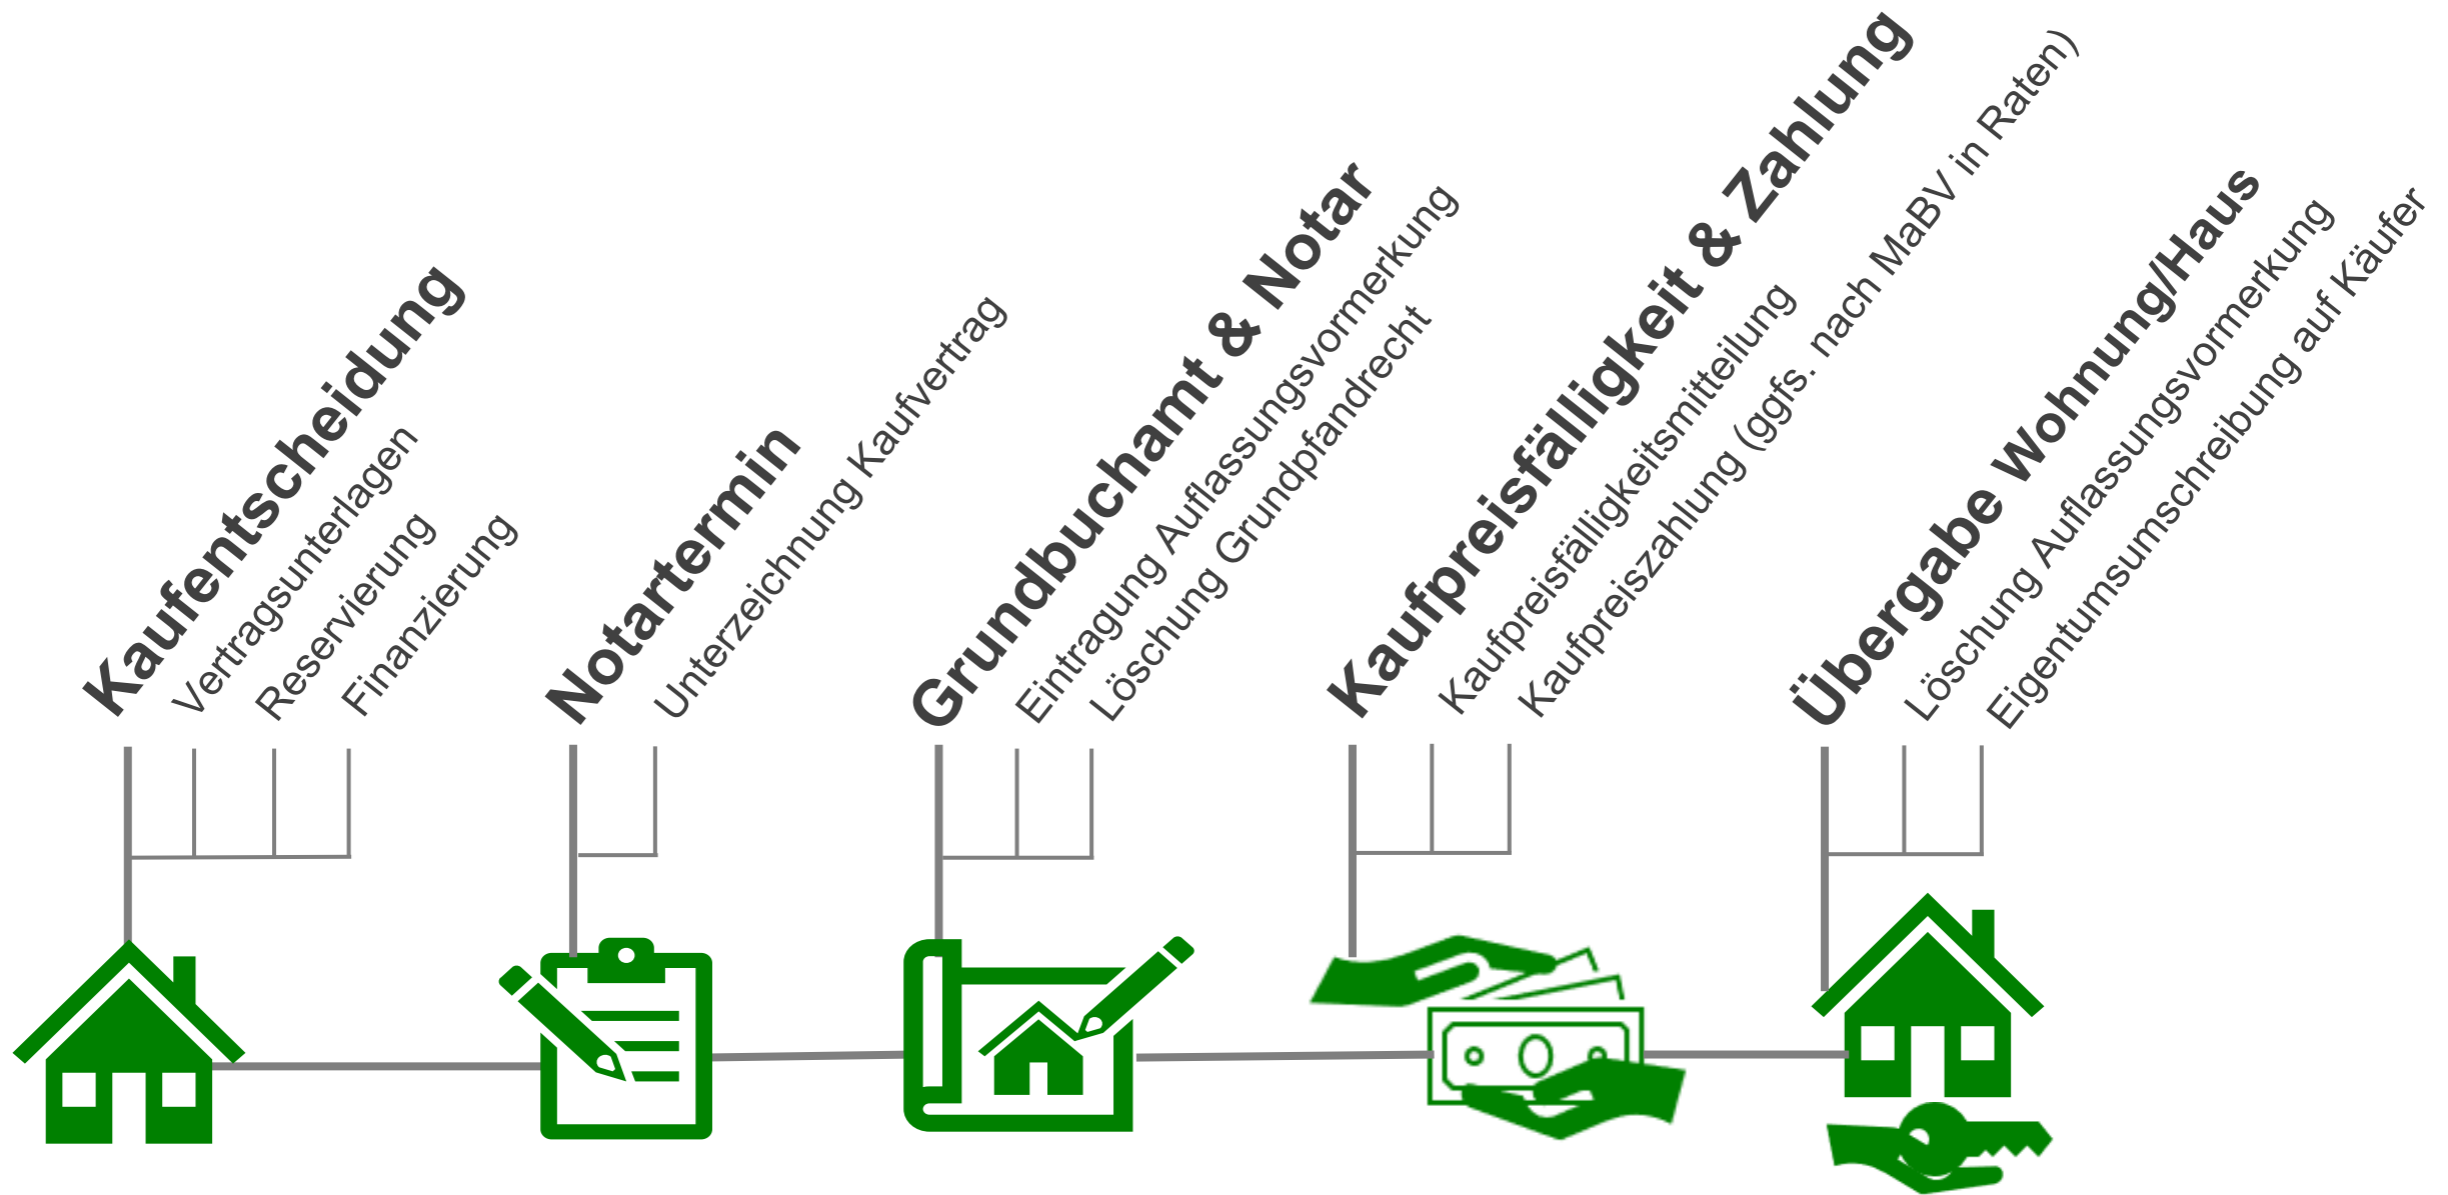 Kaufentscheidung
Vertragsunterlagen
Reservierung
Finanzierung
Notartermin
Unterzeichnung Kaufvertrag
Grundbuchamt & Notar
Eintragung Auflassungsvormerkung
Löschung Grundpfandrecht
Kaufpreisfälligkeit & Zahlung
Kaufpreisfälligkeitsmitteilung
Kaufpreiszahlung (ggfs. nach MaBV in Raten)
Übergabe Wohnung/Haus
Löschung Auflassungsvormerkung
Eigentumsumschreibung auf Käufer